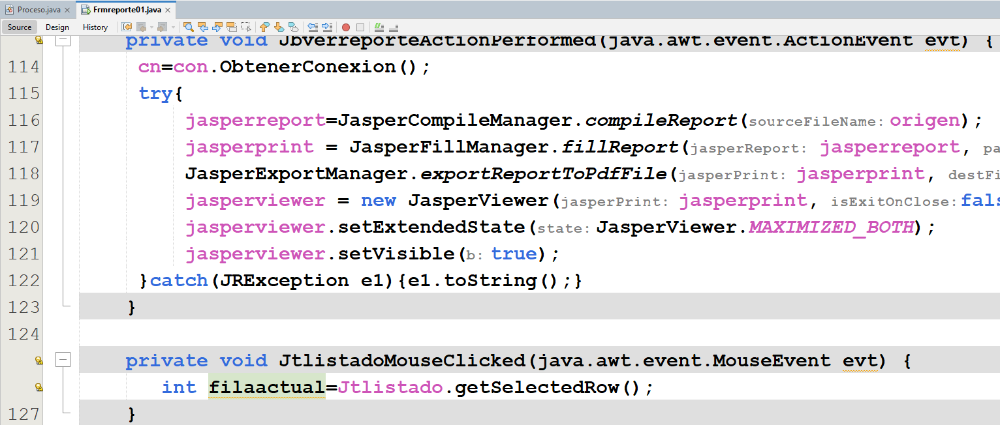 Proceso.java Frmreporte01.java
Source Design History
private void JbverreporteActionPerformed(java.awt.event.ActionEvent evt) {
114 cn=con.ObtenerConexion();
115 try{
116 jasperreport=JasperCompileManager.compileReport(sourceFileName: origen);
117 jasperprint = JasperFillManager.fillReport(jasperReport: jasperreport, pa
118 JasperExportManager.exportReportToPdfFile(jasperPrint: jasperprint, destFi
119 jasperviewer = new JasperViewer(jasperPrint: jasperprint, isExitOnClose: fals
120 jasperviewer.setExtendedState(state: JasperViewer.MAXIMIZED_BOTH);
121 jasperviewer.setVisible(b: true);
122 }catch(JRException e1){e1.toString();}
123 }
124
private void JtlistadoMouseClicked(java.awt.event.MouseEvent evt) {
int filaactual=Jtlistado.getSelectedRow();
127 }